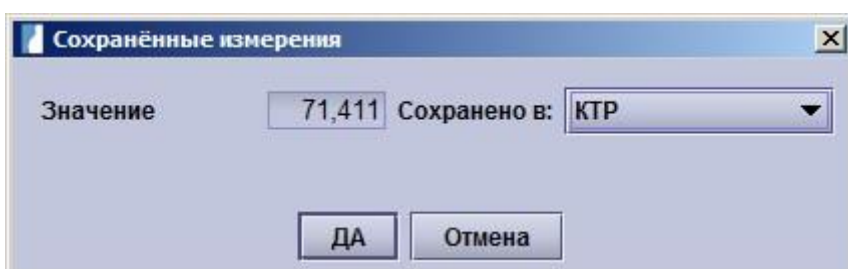 Сохранённые измерения
Значение 71,411 Сохранено в: КТР
ДА Отмена